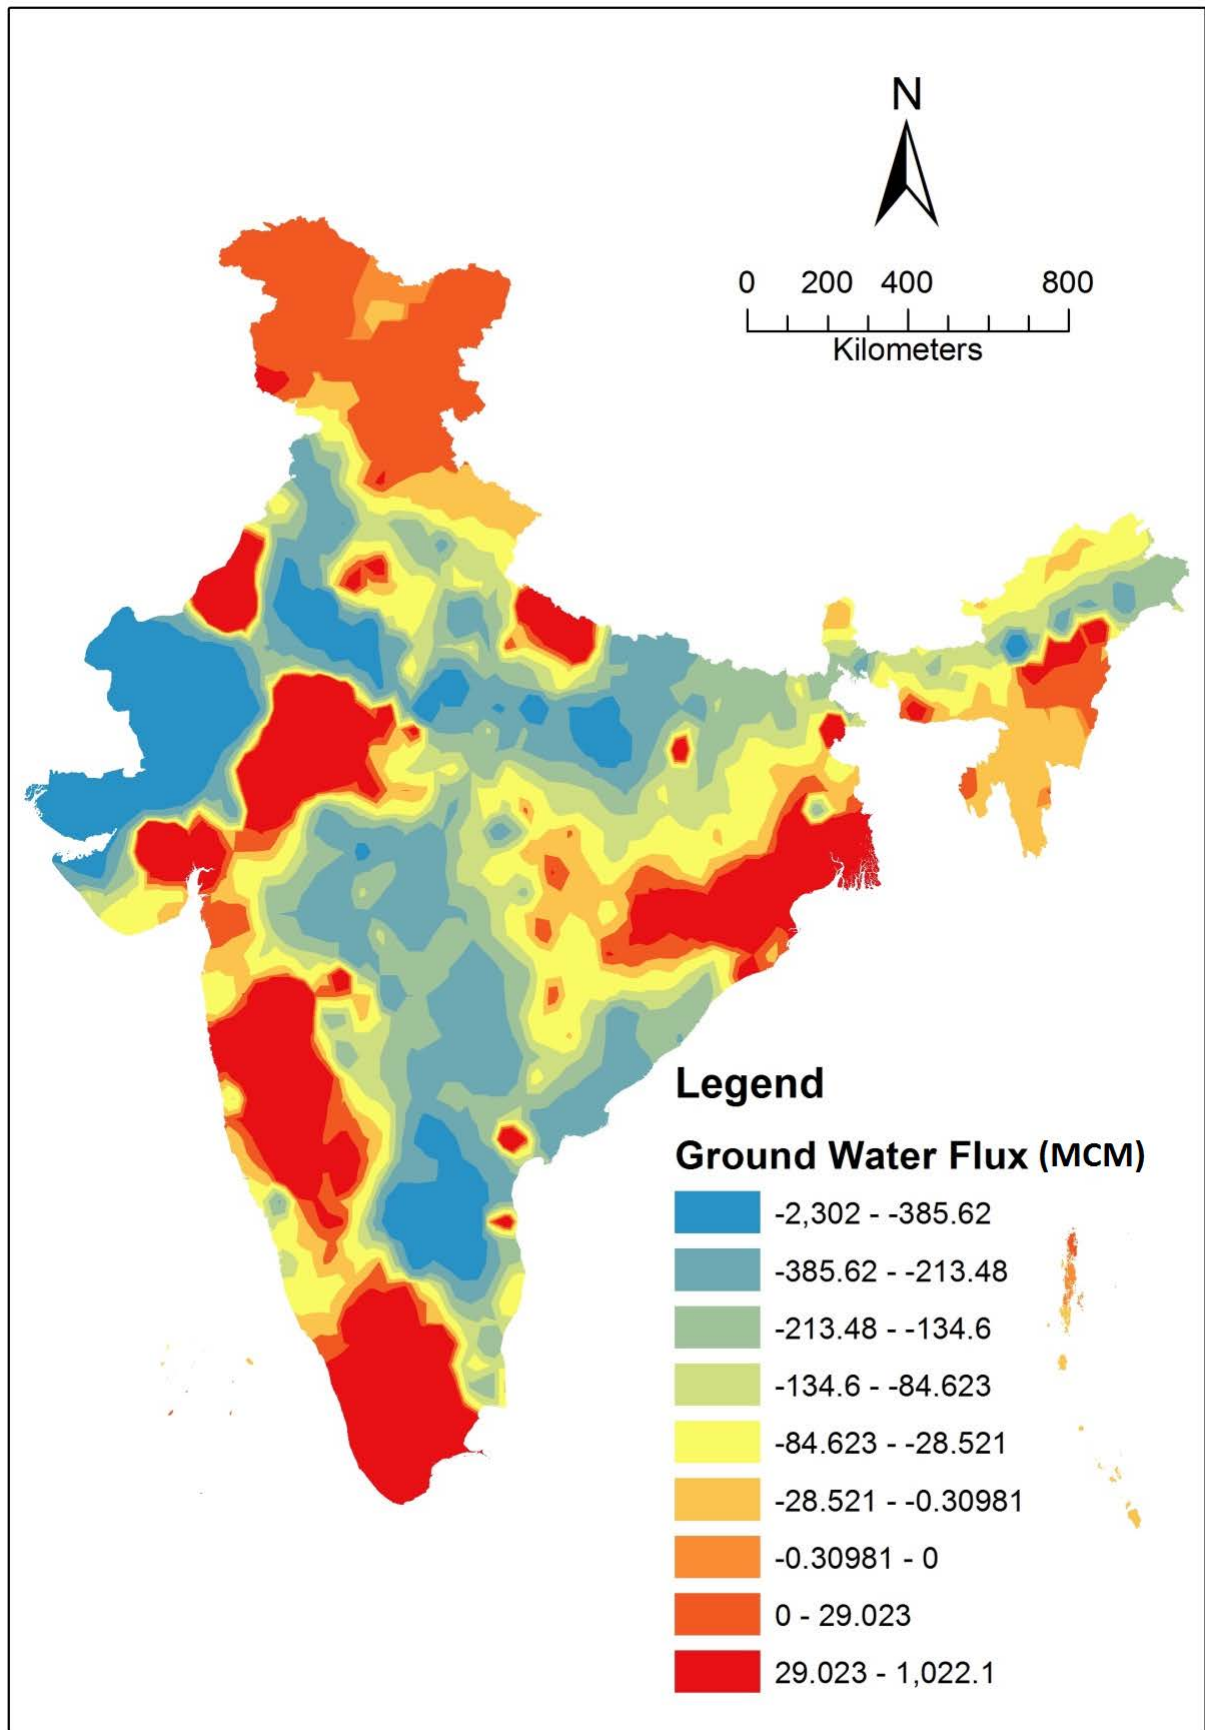 N
0 200 400 800
Kilometers
Legend
Ground Water Flux (MCM)
-2,302 - -385.62
-385.62 - -213.48
-213.48 - -134.6
-134.6 - -84.623
-84.623 - -28.521
-28.521 - -0.30981
-0.30981 - 0
0 - 29.023
29.023 - 1,022.1